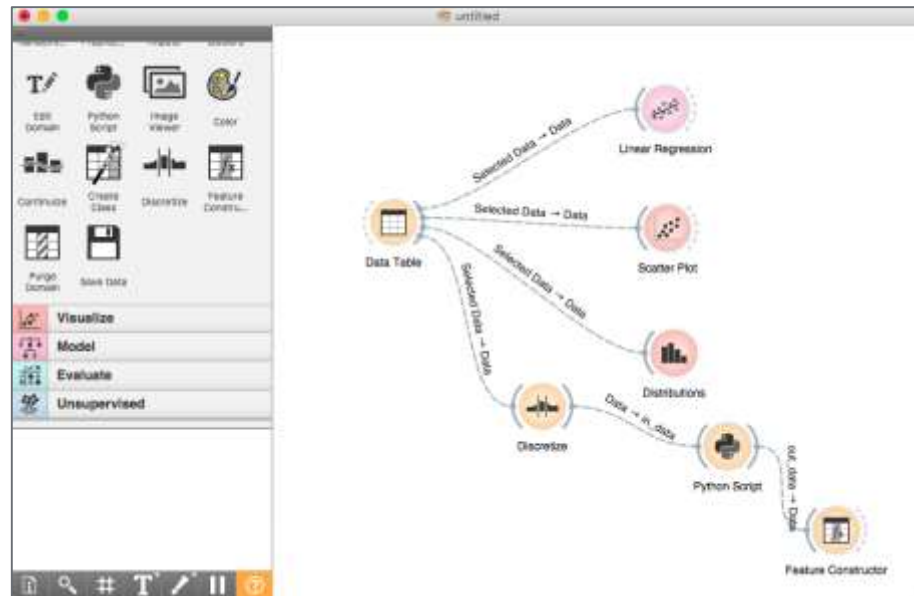 untitled
Edit
Domain
Python
Script
Image
Viewer
Color
Continuize
Create
Class
Discretize
Feature
Constru...
Purge
Domain
Save Data
Visualize
Model
Evaluate
Unsupervised
Selected Data → Data
Linear Regression
Selected Data → Data
Scatter Plot
Data Table
Selected Data → Data
Distributions
Selected Data → Data
Discretize
Data → in_data
Python Script
out_data → Data
Feature Constructor